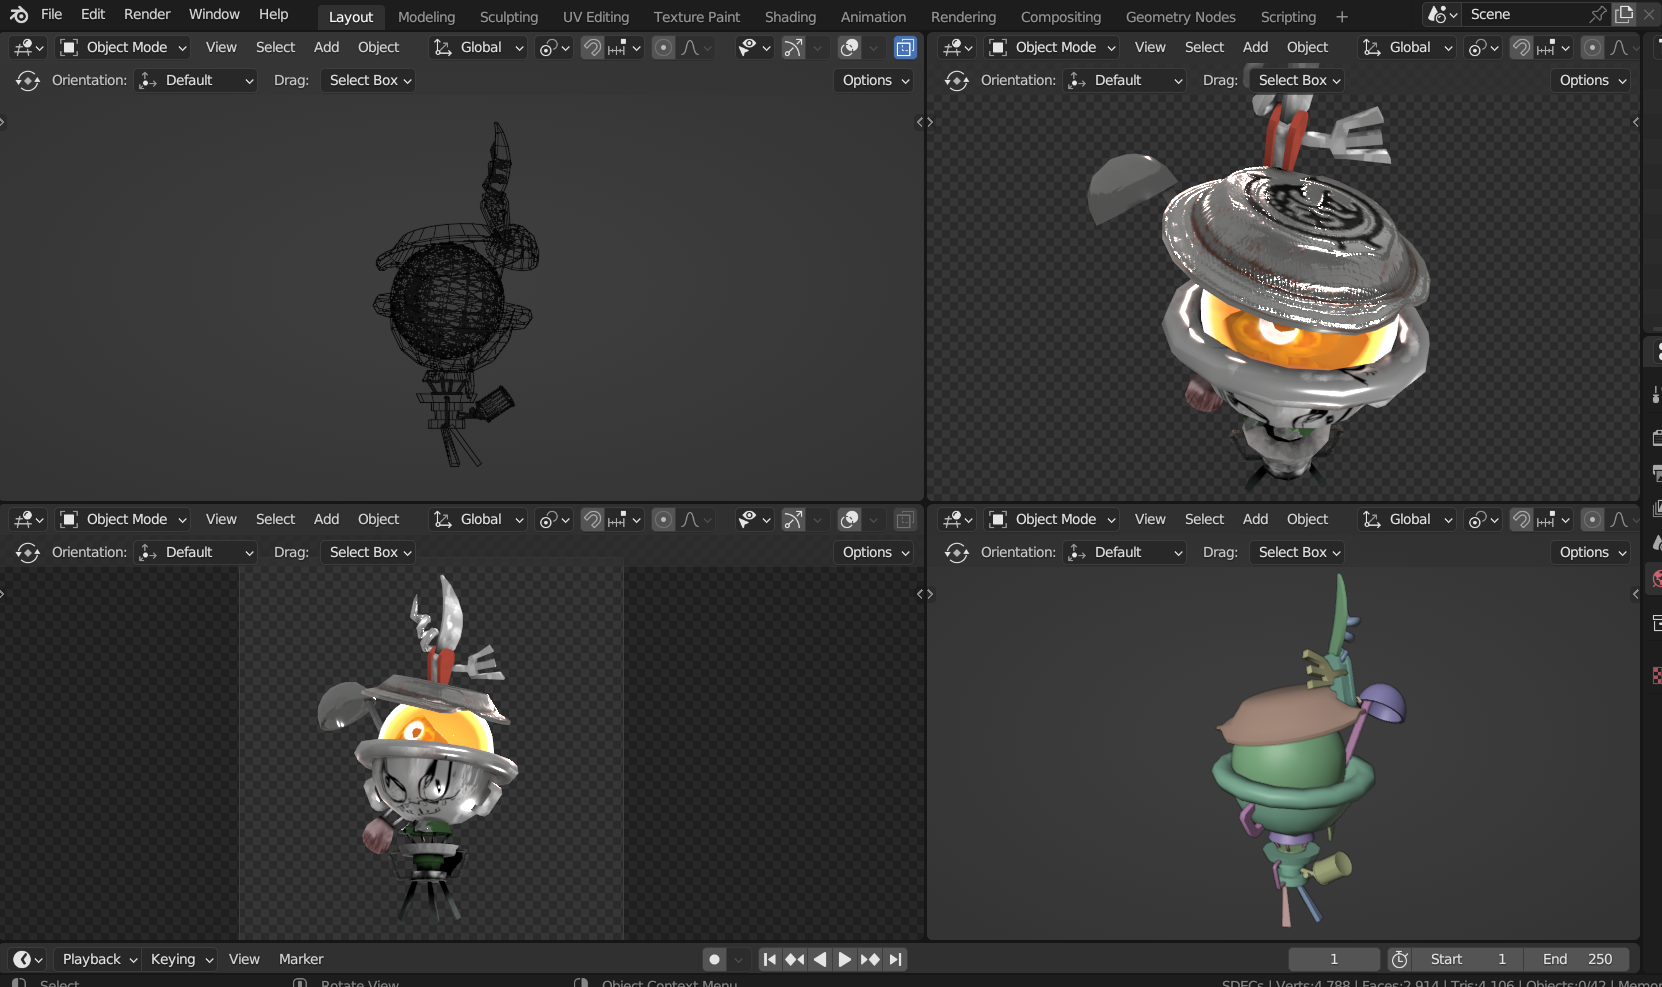 File Edit Render Window Help Layout Modeling Sculpting UV Editing Texture Paint Shading Animation Rendering Compositing Geometry Nodes Scripting + Scene
Object Mode View Select Add Object Global
Orientation: Default Drag: Select Box Options
Object Mode View Select Add Object Global
Orientation: Default Drag: Select Box Options
Object Mode View Select Add Object Global
Orientation: Default Drag: Select Box Options
Object Mode View Select Add Object Global
Orientation: Default Drag: Select Box Options
Playback Keying View Marker 1 Start 1 End 250
Select Rotate View Object Context Menu SDFCs | Verts:4,788 | Faces:2,914 | Tris:4,106 | Objects:0/42 | Memor